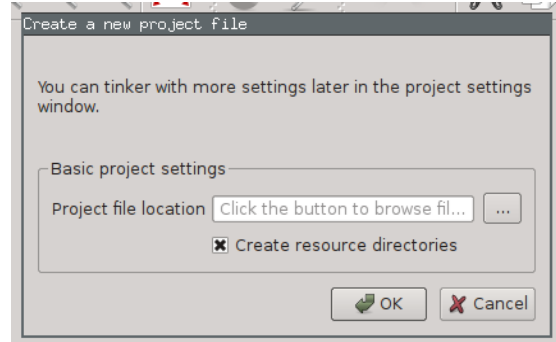 Create a new project file
You can tinker with more settings later in the project settings
window.
Basic project settings
Project file location Click the button to browse fil... ...
Create resource directories
OK Cancel